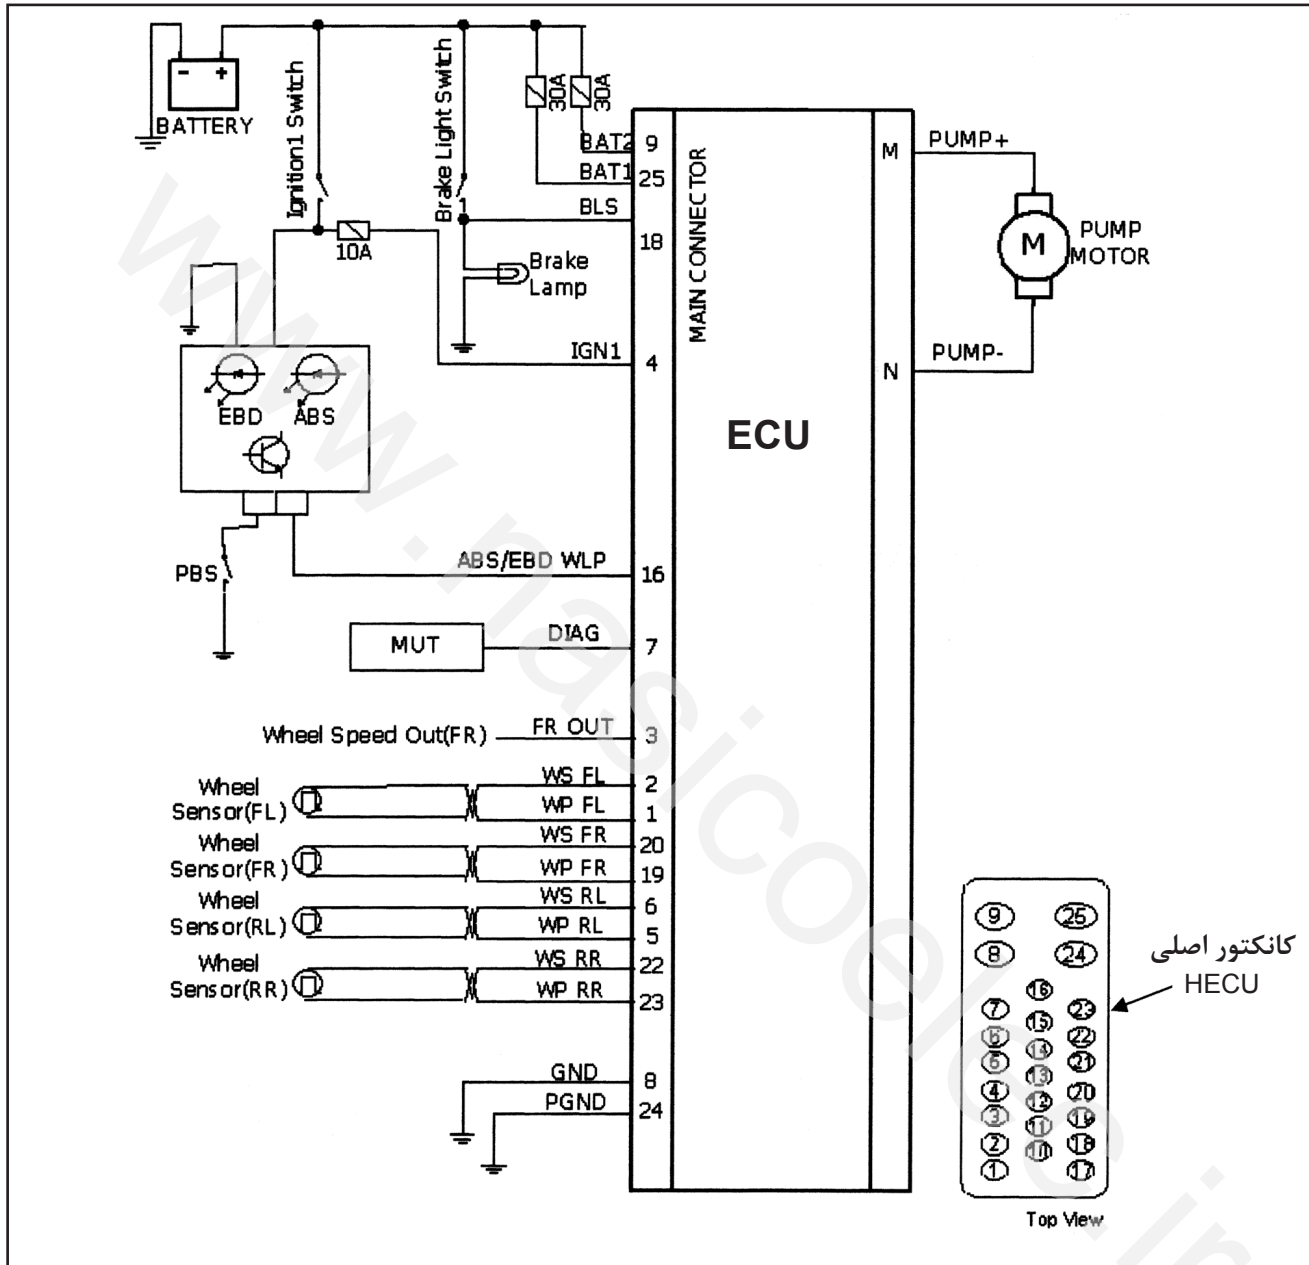 - +
BATTERY
Ignition1 Switch
Brake Light Switch
30A
30A
10A
Brake
Lamp
EBD
ABS
PBS
MUT
BAT2
9
BAT1
25
BLS
18
IGN1
4
ABS/EBD WLP
16
DIAG
7
Wheel Speed Out(FR)
FR OUT
3
Wheel
Sensor(FL)
WS FL
2
WP FL
1
Wheel
Sensor(FR)
WS FR
20
WP FR
19
Wheel
Sensor(RL)
WS RL
6
WP RL
5
Wheel
Sensor(RR)
WS RR
22
WP RR
23
GND
8
PGND
24
MAIN CONNECTOR
ECU
M
PUMP+
M
PUMP
MOTOR
N
PUMP-
9 25
8 24
16
7 23
15
6 22
14
5 21
13
4 20
12
3 19
11
2 18
10
1 17
کانکتور اصلی
HECU
Top View
www.nasicoelec.ir